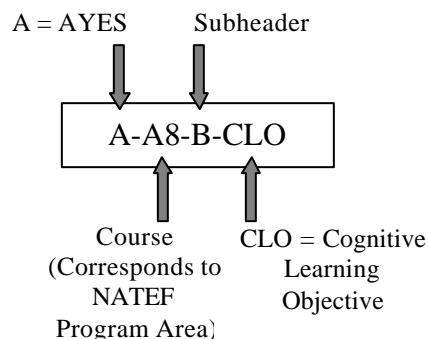 A = AYES
Subheader
A-A8-B-CLO
Course
(Corresponds to
NATEF
Program Area)
CLO = Cognitive
Learning
Objective